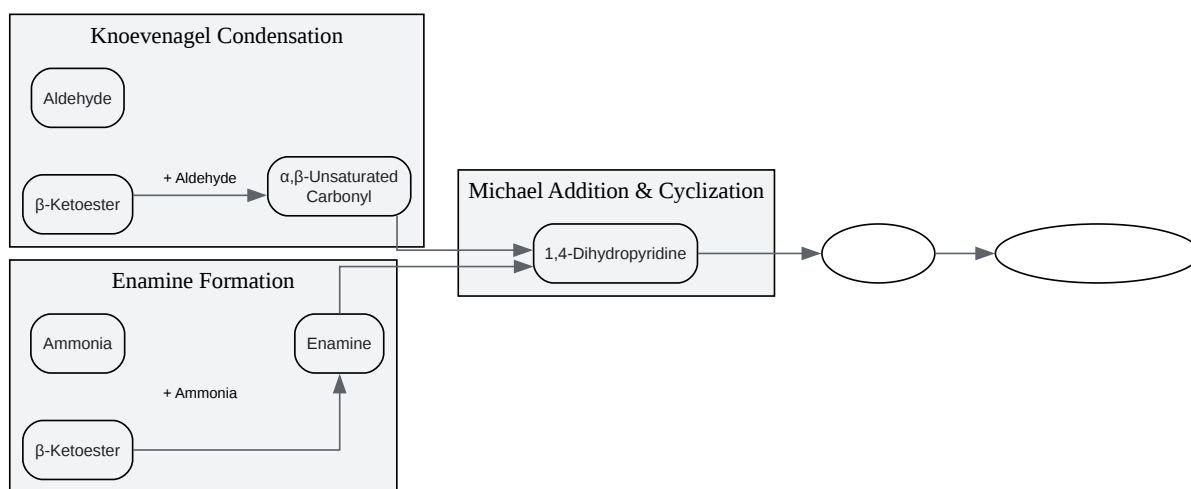 Knoevenagel Condensation
Aldehyde
β-Ketoester
+ Aldehyde
α,β-Unsaturated
Carbonyl
Michael Addition & Cyclization
1,4-Dihydropyridine
Enamine Formation
Ammonia
Enamine
+ Ammonia
β-Ketoester